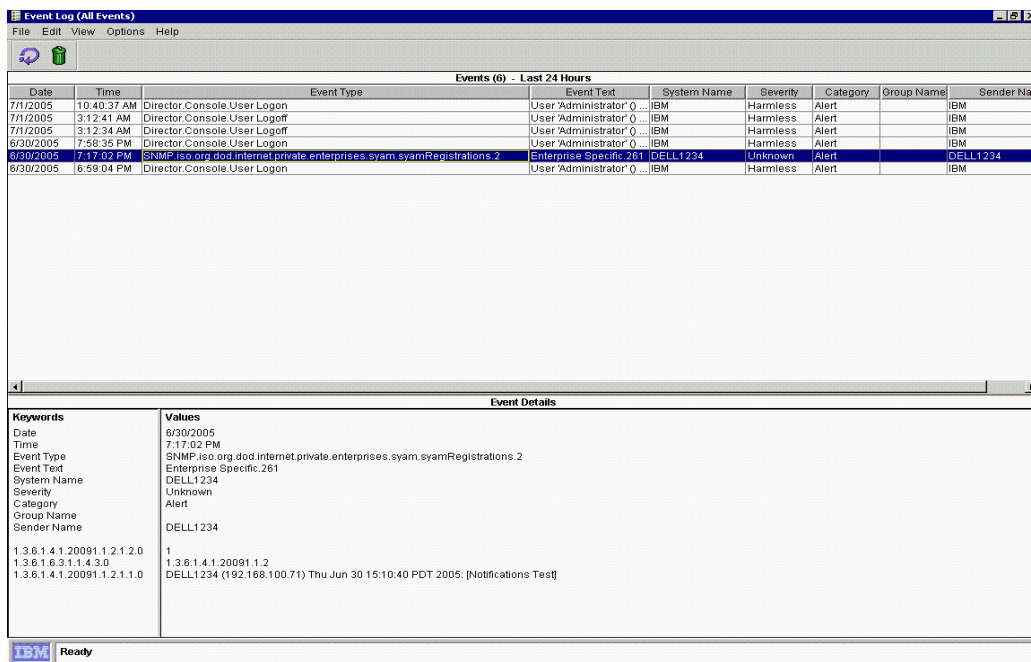 Event Log (All Events)
File Edit View Options Help
Events (6) - Last 24 Hours
Date Time Event Type Event Text System Name Severity Category Group Name Sender Na
7/1/2005 10:40:37 AM Director.Console.User Logon User 'Administrator' () ... IBM Harmless Alert IBM
7/1/2005 3:12:41 AM Director.Console.User Logoff User 'Administrator' () ... IBM Harmless Alert IBM
7/1/2005 3:12:34 AM Director.Console.User Logoff User 'Administrator' () ... IBM Harmless Alert IBM
6/30/2005 7:58:35 PM Director.Console.User Logon User 'Administrator' () ... IBM Harmless Alert IBM
6/30/2005 7:17:02 PM SNMP.iso.org.dod.internet.private.enterprises.syam.syamRegistrations.2 Enterprise Specific.261 DELL1234 Unknown Alert DELL1234
6/30/2005 6:59:04 PM Director.Console.User Logon User 'Administrator' () ... IBM Harmless Alert IBM
Event Details
Keywords Values
Date 6/30/2005
Time 7:17:02 PM
Event Type SNMP.iso.org.dod.internet.private.enterprises.syam.syamRegistrations.2
Event Text Enterprise Specific.261
System Name DELL1234
Severity Unknown
Category Alert
Group Name
Sender Name DELL1234
1.3.6.1.4.1.20091.1.2.1.2.0 1
1.3.6.1.6.3.1.1.4.3.0 1.3.6.1.4.1.20091.1.2
1.3.6.1.4.1.20091.1.2.1.1.0 DELL1234 (192.168.100.71) Thu Jun 30 15:10:40 PDT 2005: [Notifications Test]
IBM Ready